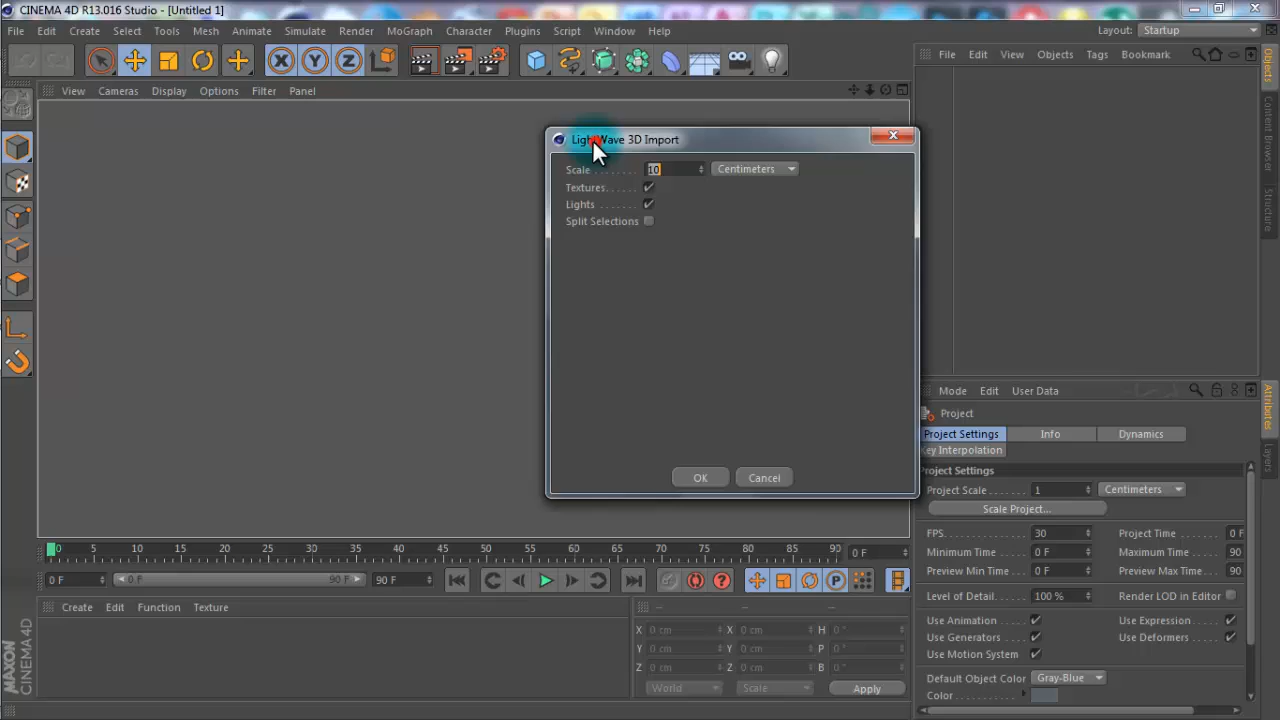 CINEMA 4D R13.016 Studio - [Untitled 1]
File Edit Create Select Tools Mesh Animate Simulate Render MoGraph Character Plugins Script Window Help
Layout: Startup
X Y Z
File Edit View Objects Tags Bookmark
View Cameras Display Options Filter Panel
LightWave 3D Import
Scale 10 Centimeters
Textures
Lights
Split Selections
OK Cancel
Objects
Content Browser
Structure
Mode Edit User Data
Project
Project Settings Info Dynamics
Key Interpolation
Project Settings
Project Scale 1 Centimeters
Scale Project...
FPS 30 Project Time 0 F
Minimum Time 0 F Maximum Time 90
Preview Min Time 0 F Preview Max Time 90
Level of Detail 100 % Render LOD in Editor
Use Animation Use Expression
Use Generators Use Deformers
Use Motion System
Default Object Color Gray-Blue
Color
Attributes
Layers
0 5 10 15 20 25 30 35 40 45 50 55 60 65 70 75 80 85 90 0 F
0 F 0 F 90 F 90 F
P
Create Edit Function Texture
-- -- --
X 0 cm X 0 cm H 0 °
Y 0 cm Y 0 cm P 0 °
Z 0 cm Z 0 cm B 0 °
World Scale Apply
MAXON CINEMA 4D